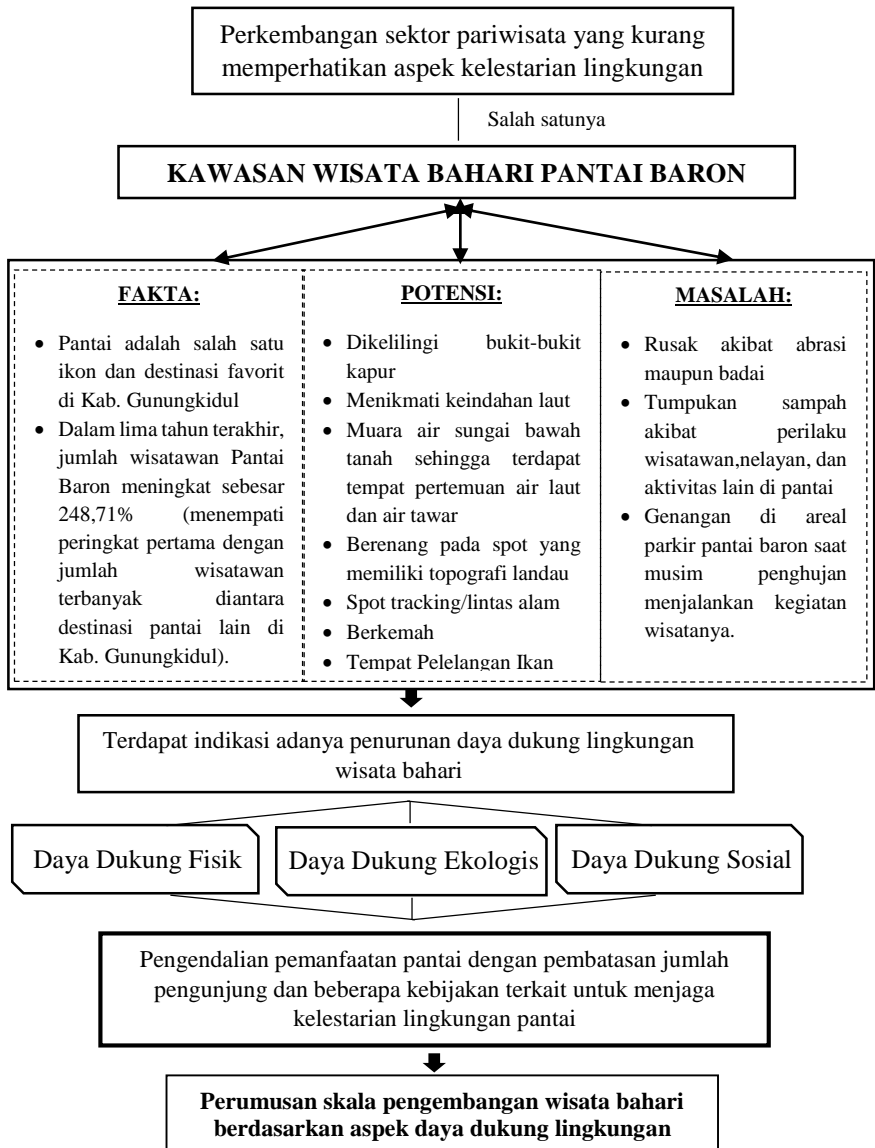 Perkembangan sektor pariwisata yang kurang
memperhatikan aspek kelestarian lingkungan
Salah satunya
KAWASAN WISATA BAHARI PANTAI BARON
FAKTA:
• Pantai adalah salah satu
ikon dan destinasi favorit
di Kab. Gunungkidul
• Dalam lima tahun terakhir,
jumlah wisatawan Pantai
Baron meningkat sebesar
248,71% (menempati
peringkat pertama dengan
jumlah wisatawan
terbanyak diantara
destinasi pantai lain di
Kab. Gunungkidul).
POTENSI:
• Dikelilingi bukit-bukit
kapur
• Menikmati keindahan laut
• Muara air sungai bawah
tanah sehingga terdapat
tempat pertemuan air laut
dan air tawar
• Berenang pada spot yang
memiliki topografi landau
• Spot tracking/lintas alam
• Berkemah
• Tempat Pelelangan Ikan
MASALAH:
• Rusak akibat abrasi
maupun badai
• Tumpukan sampah
akibat perilaku
wisatawan,nelayan, dan
aktivitas lain di pantai
• Genangan di areal
parkir pantai baron saat
musim penghujan
menjalankan kegiatan
wisatanya.
Terdapat indikasi adanya penurunan daya dukung lingkungan
wisata bahari
Daya Dukung Fisik
Daya Dukung Ekologis
Daya Dukung Sosial
Pengendalian pemanfaatan pantai dengan pembatasan jumlah
pengunjung dan beberapa kebijakan terkait untuk menjaga
kelestarian lingkungan pantai
Perumusan skala pengembangan wisata bahari
berdasarkan aspek daya dukung lingkungan